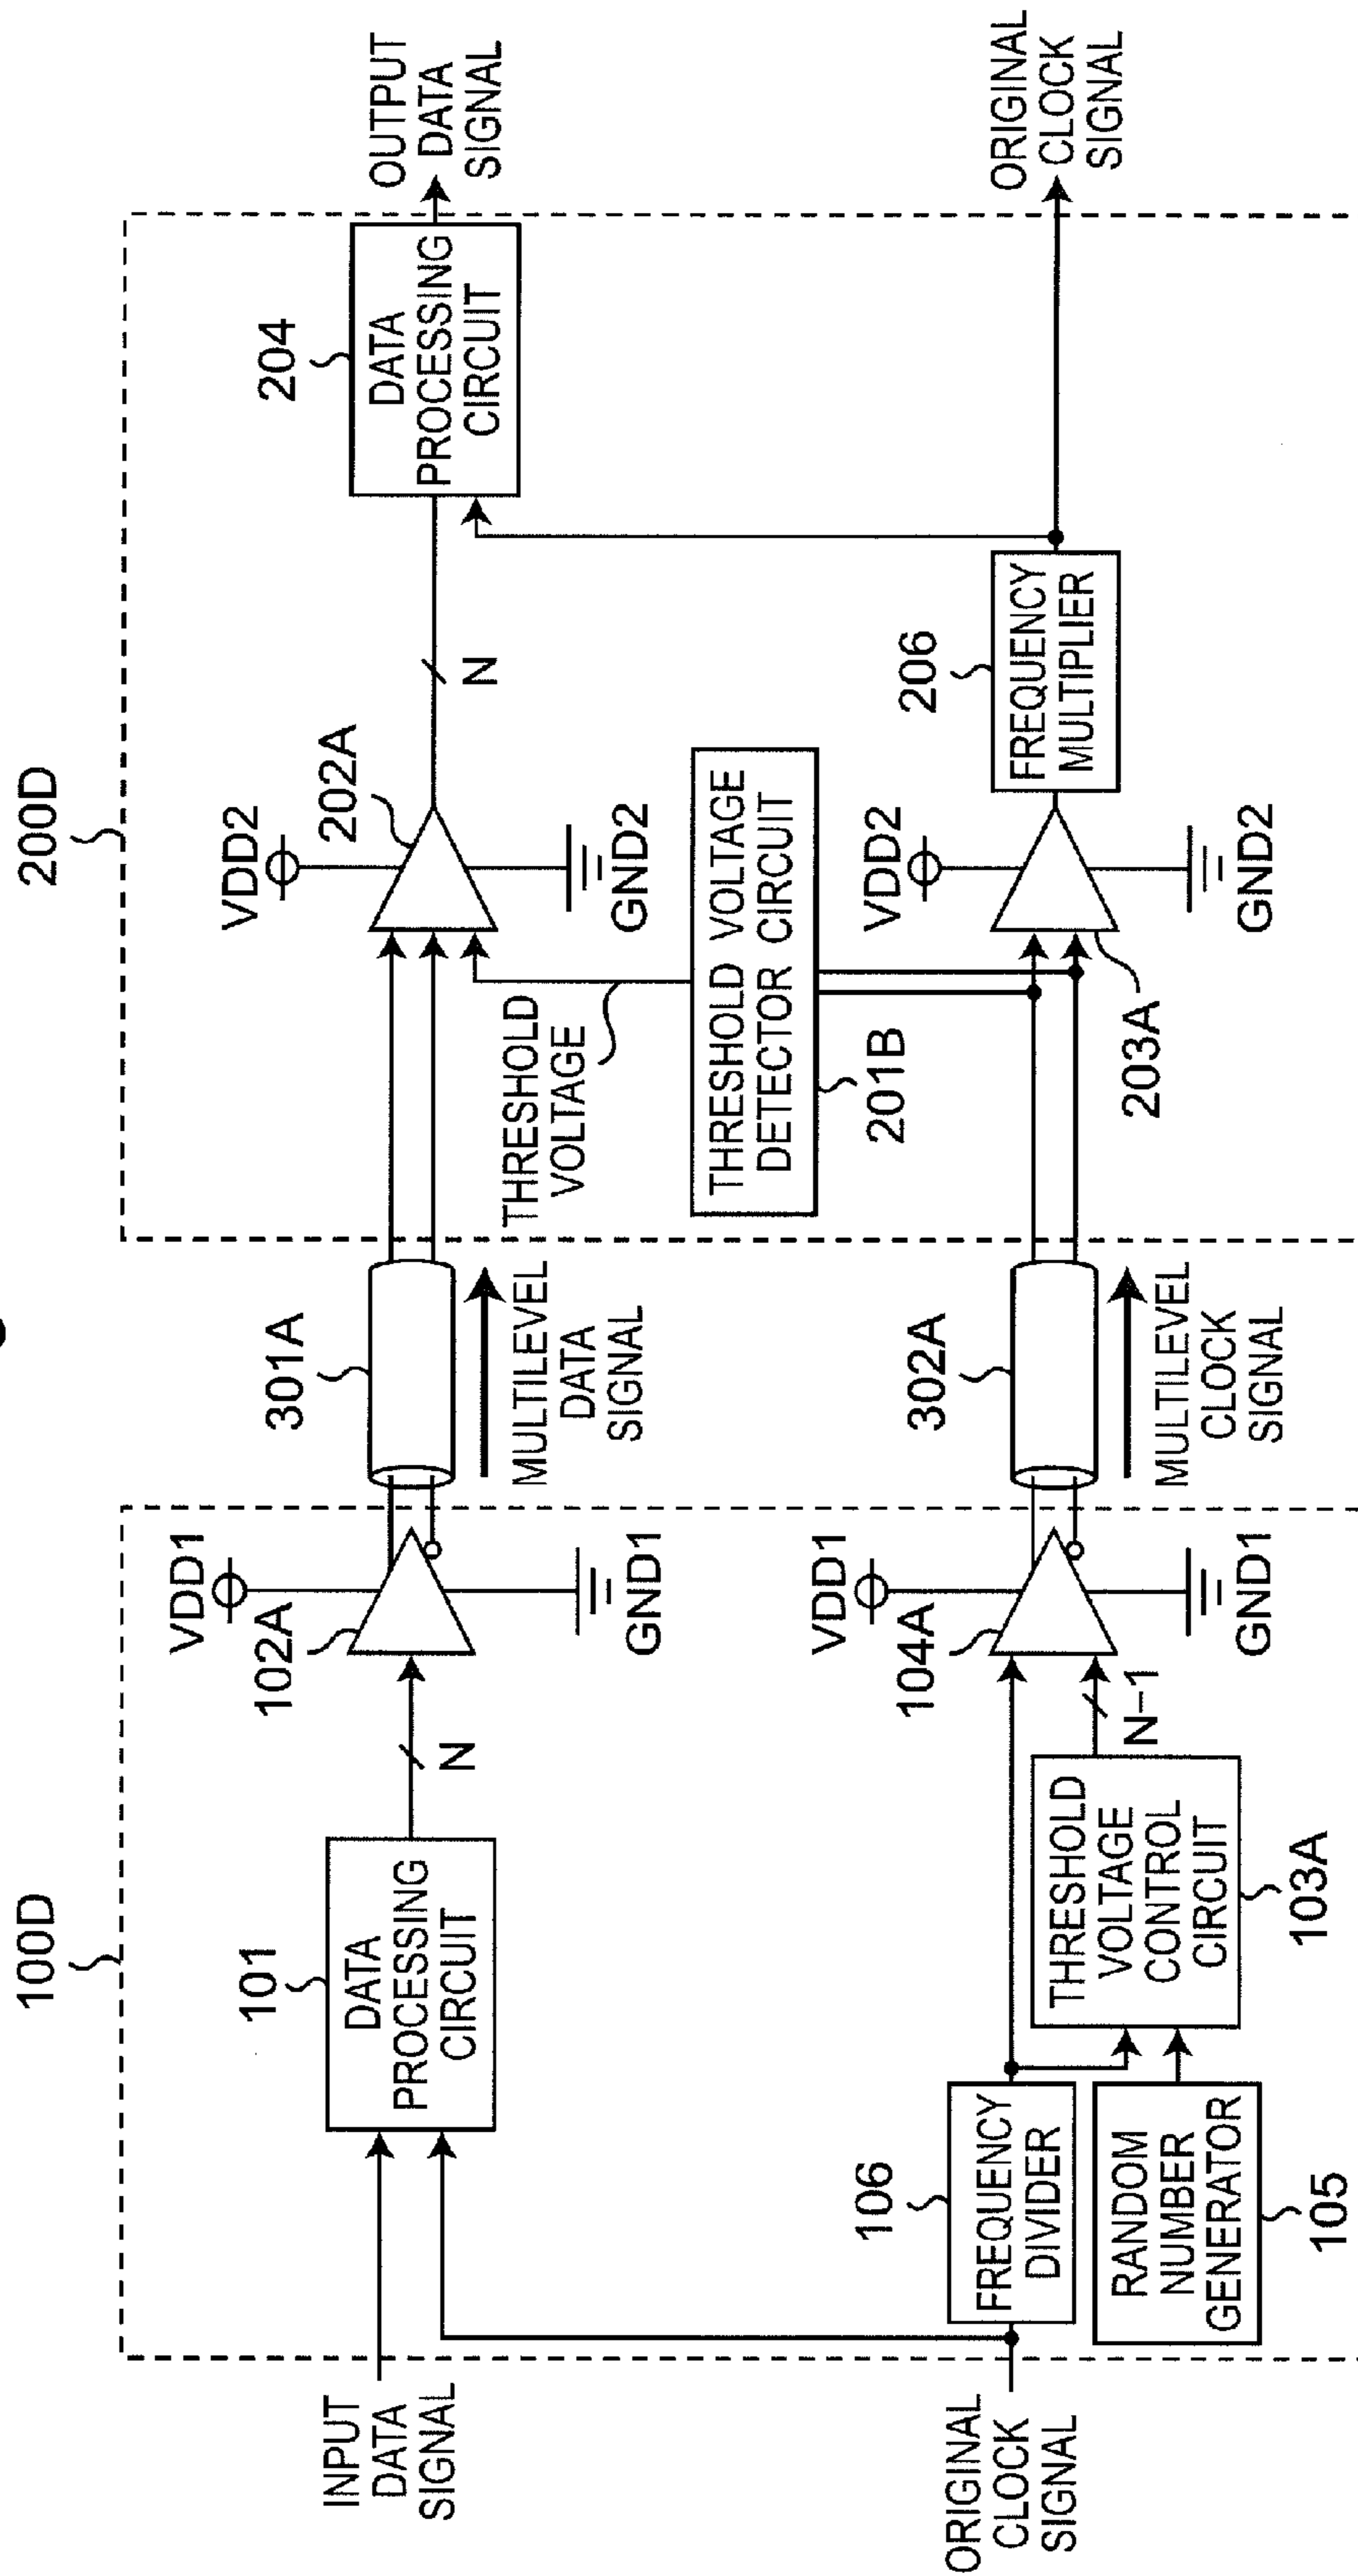 100D
200D
INPUT
DATA
SIGNAL
101
DATA
PROCESSING
CIRCUIT
N
VDD1
102A
GND1
301A
MULTILEVEL
DATA
SIGNAL
VDD2
202A
GND2
N
204
DATA
PROCESSING
CIRCUIT
OUTPUT
DATA
SIGNAL
THRESHOLD
VOLTAGE
THRESHOLD VOLTAGE
DETECTOR CIRCUIT
201B
ORIGINAL
CLOCK
SIGNAL
106
FREQUENCY
DIVIDER
RANDOM
NUMBER
GENERATOR
105
THRESHOLD
VOLTAGE
CONTROL
CIRCUIT
103A
N-1
VDD1
104A
GND1
302A
MULTILEVEL
CLOCK
SIGNAL
VDD2
203A
GND2
206
FREQUENCY
MULTIPLIER
ORIGINAL
CLOCK
SIGNAL